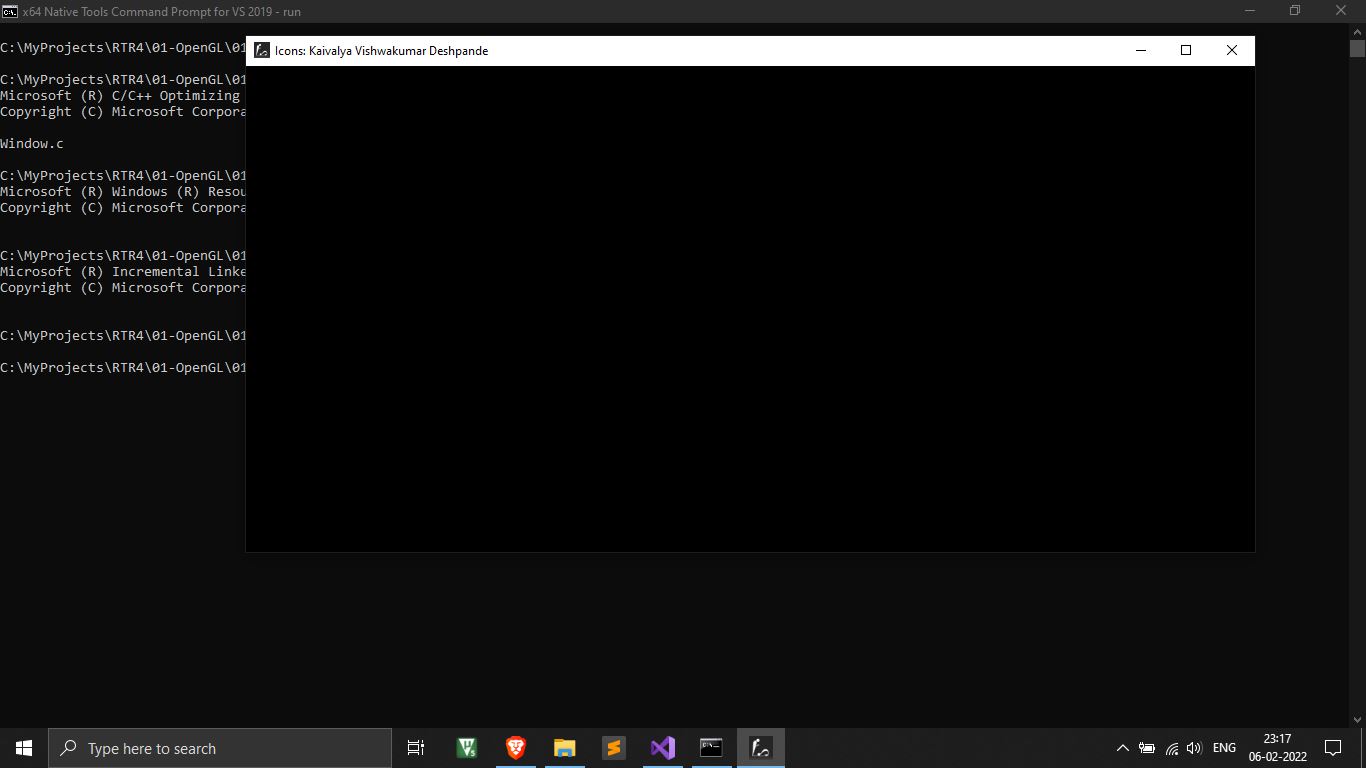 x64 Native Tools Command Prompt for VS 2019 - run
C:\MyProjects\RTR4\01-OpenGL\01
Icons: Kaivalya Vishwakumar Deshpande
C:\MyProjects\RTR4\01-OpenGL\01
Microsoft (R) C/C++ Optimizing
Copyright (C) Microsoft Corpora
Window.c
C:\MyProjects\RTR4\01-OpenGL\01
Microsoft (R) Windows (R) Resou
Copyright (C) Microsoft Corpora
C:\MyProjects\RTR4\01-OpenGL\01
Microsoft (R) Incremental Linke
Copyright (C) Microsoft Corpora
C:\MyProjects\RTR4\01-OpenGL\01
C:\MyProjects\RTR4\01-OpenGL\01
Type here to search
ENG
23:17
06-02-2022